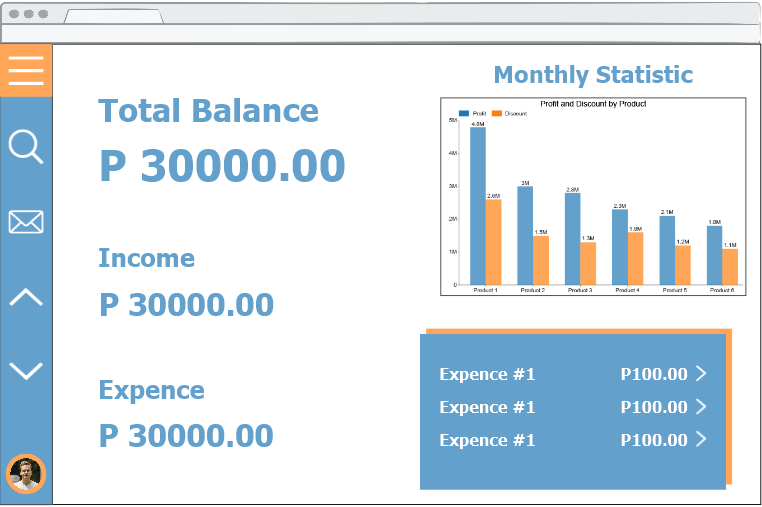 Monthly Statistic
Total Balance
P 30000.00
Income
P 30000.00
Expence
P 30000.00
Profit and Discount by Product
Profit Discount
5M
4M
3M
2M
1M
0
4.8M
2.6M
3M
1.5M
2.8M
1.3M
2.3M
1.6M
2.1M
1.2M
1.8M
1.1M
Product 1 Product 2 Product 3 Product 4 Product 5 Product 6
Expence #1 P100.00
Expence #1 P100.00
Expence #1 P100.00